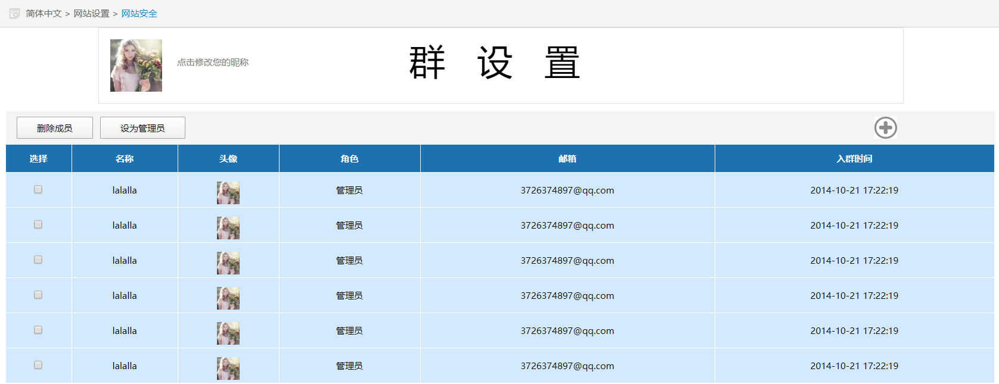 简体中文 > 网站设置 > 网站安全
点击修改您的昵称
群 设 置
删除成员 设为管理员
选择 名称 头像 角色 邮箱 入群时间
lalalla 管理员 3726374897@qq.com 2014-10-21 17:22:19
lalalla 管理员 3726374897@qq.com 2014-10-21 17:22:19
lalalla 管理员 3726374897@qq.com 2014-10-21 17:22:19
lalalla 管理员 3726374897@qq.com 2014-10-21 17:22:19
lalalla 管理员 3726374897@qq.com 2014-10-21 17:22:19
lalalla 管理员 3726374897@qq.com 2014-10-21 17:22:19